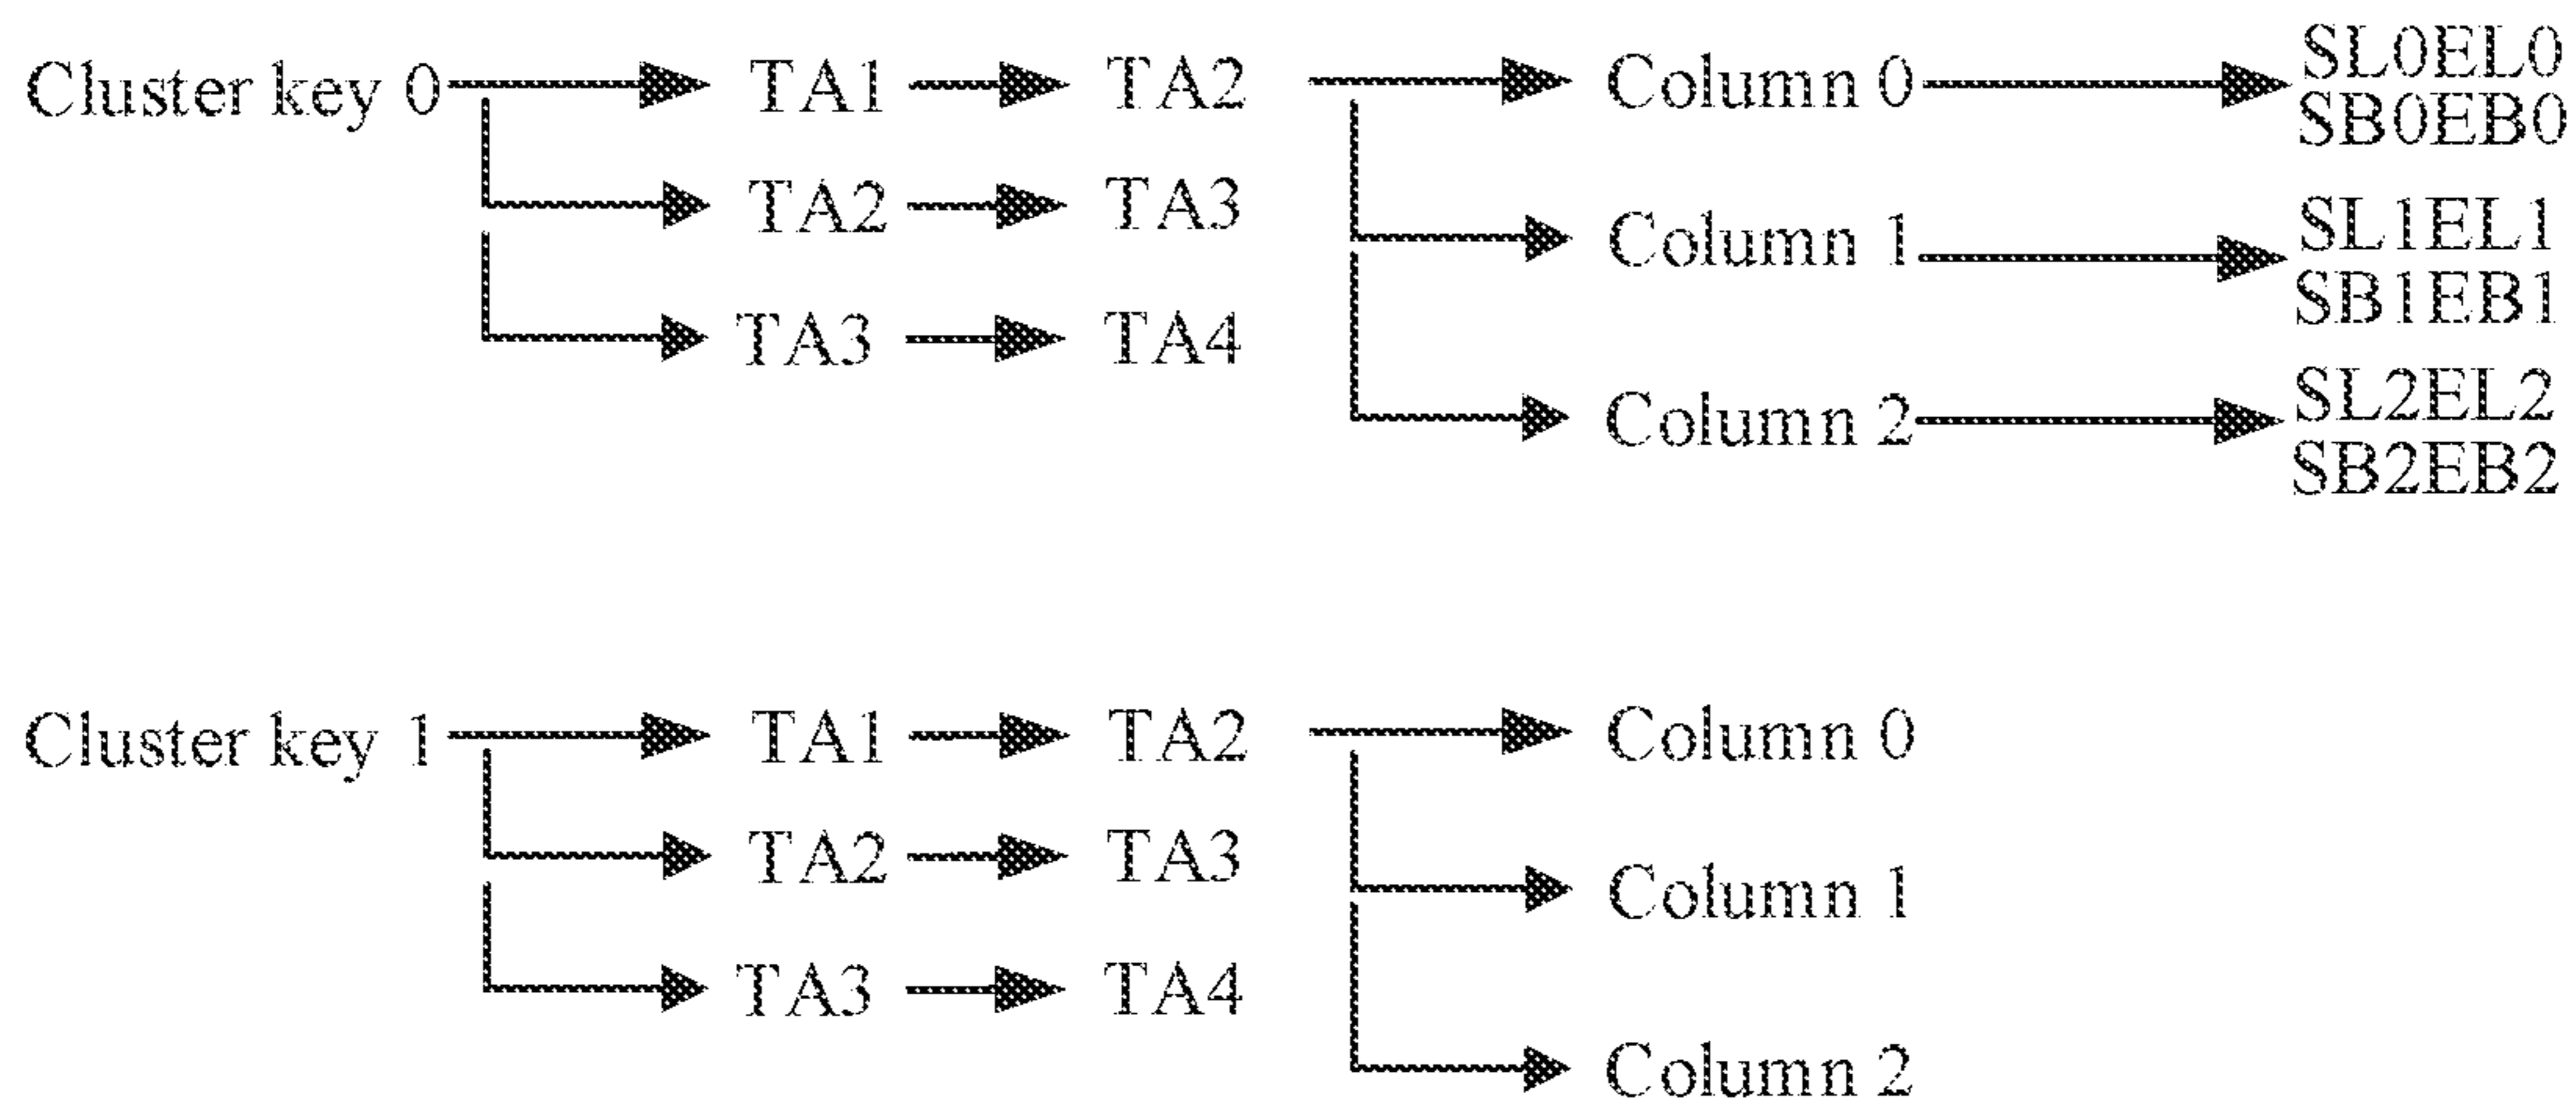 Cluster key 0 TA1 TA2 Column 0 SL0EL0
SB0EB0
TA2 TA3 Column 1 SL1EL1
SB1EB1
TA3 TA4 Column 2 SL2EL2
SB2EB2
Cluster key 1 TA1 TA2 Column 0
TA2 TA3 Column 1
TA3 TA4 Column 2